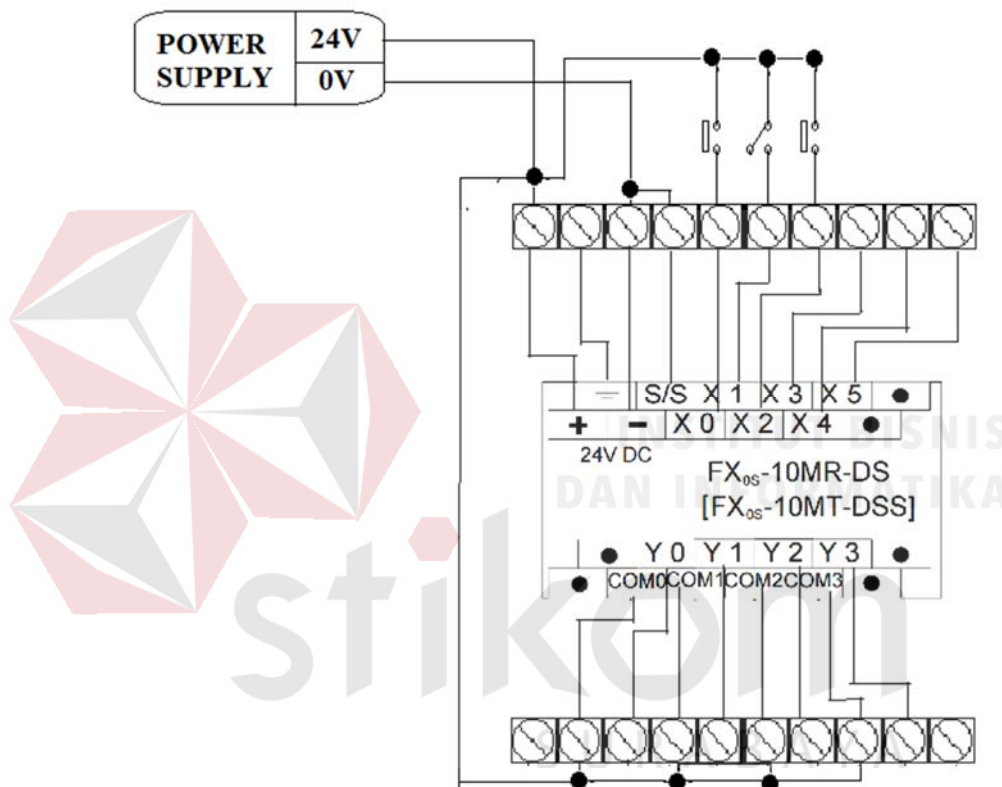 POWER SUPPLY
24V
0V
S/S X 1 X 3 X 5
+ - X 0 X 2 X 4
24V DC
INSTITUT BISNIS
DAN INFORMATIKA
FX0S-10MR-DS
[FX0S-10MT-DSS]
Y 0 Y 1 Y 2 Y 3
COM0 COM1 COM2 COM3
stikom
SURABAYA